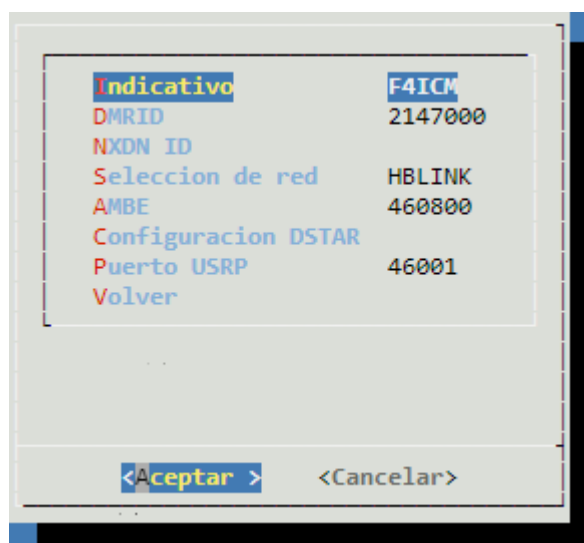 Indicativo F4ICM
DMRID 2147000
NXDN ID
Seleccion de red HBLINK
AMBE 460800
Configuracion DSTAR
Puerto USRP 46001
Volver
<Aceptar > <Cancelar>